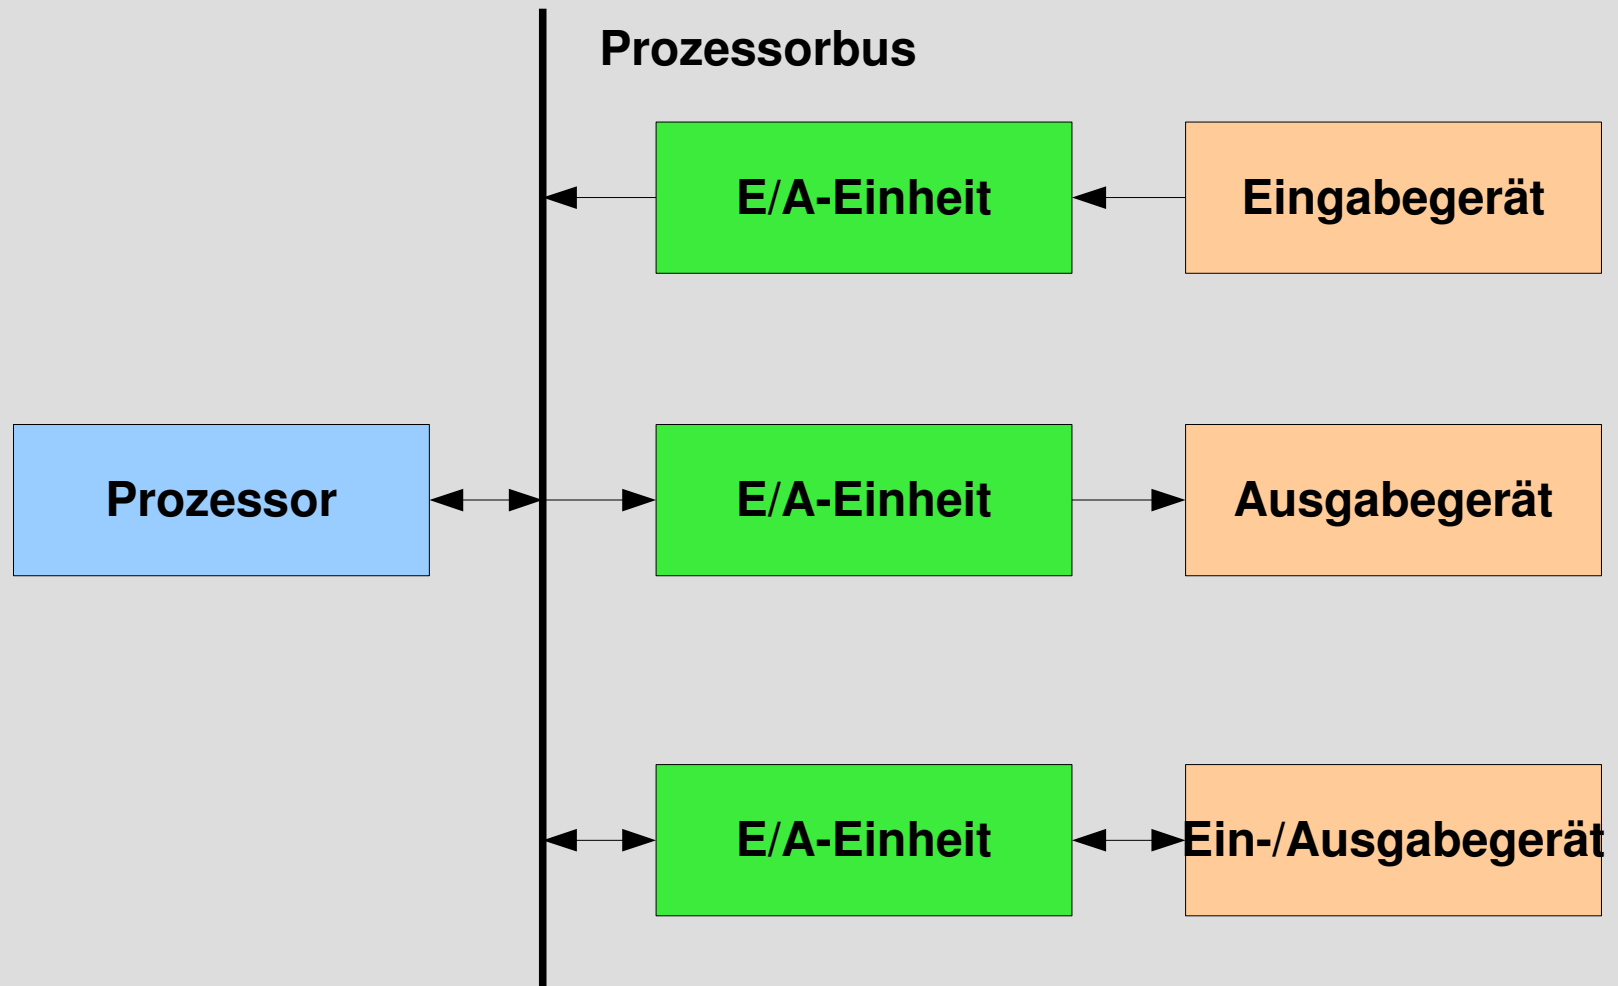 Prozessorbus
E/A-Einheit
Eingabegerät
Prozessor
E/A-Einheit
Ausgabegerät
E/A-Einheit
Ein-/Ausgabegerät